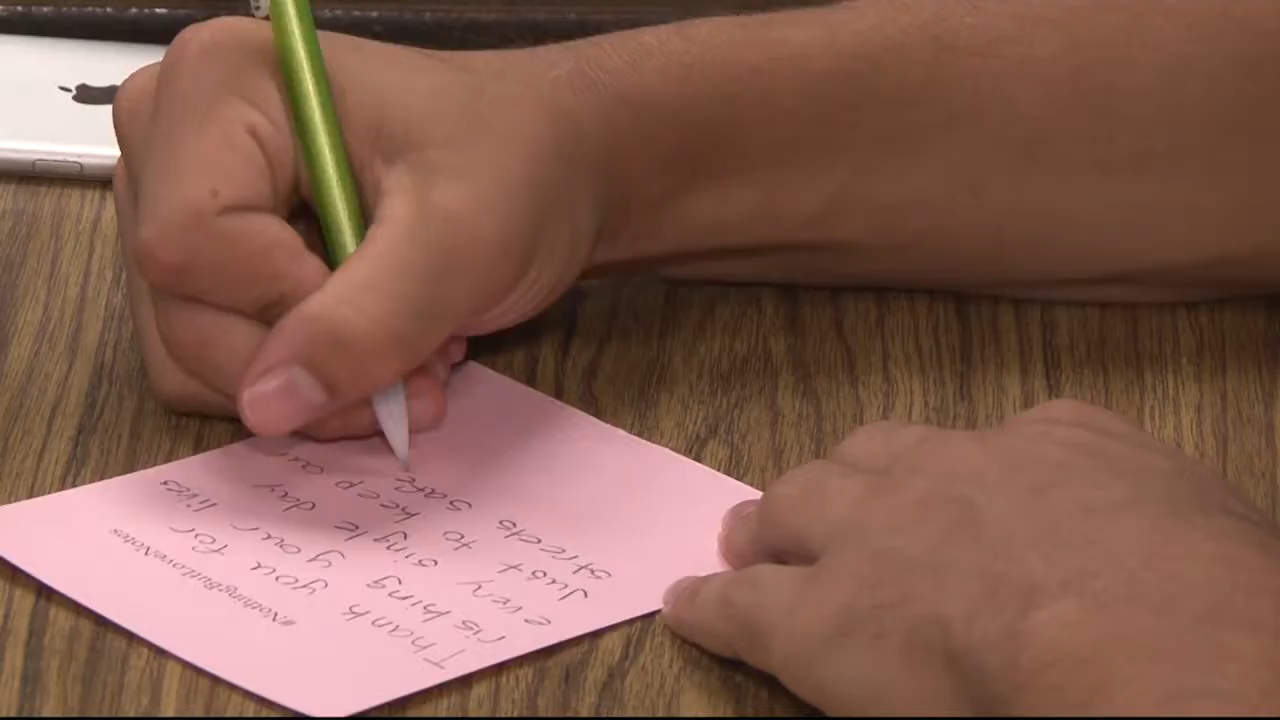 #NothingButLoveNotes
Thank you for
risking your lives
every single day
Just to keep our
streets safe